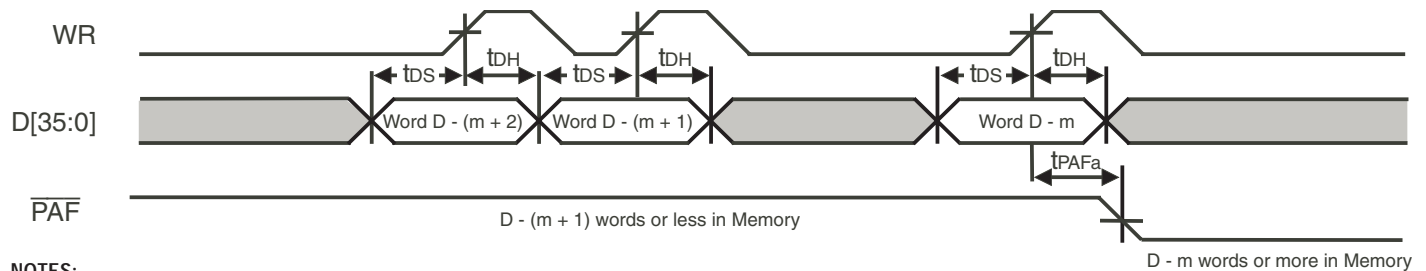 WR
tDS tDH tDS tDH tDS tDH
D[35:0] Word D - (m + 2) Word D - (m + 1) Word D - m
tPAFa
PAF
D - (m + 1) words or less in Memory
D - m words or more in Memory
NOTES: